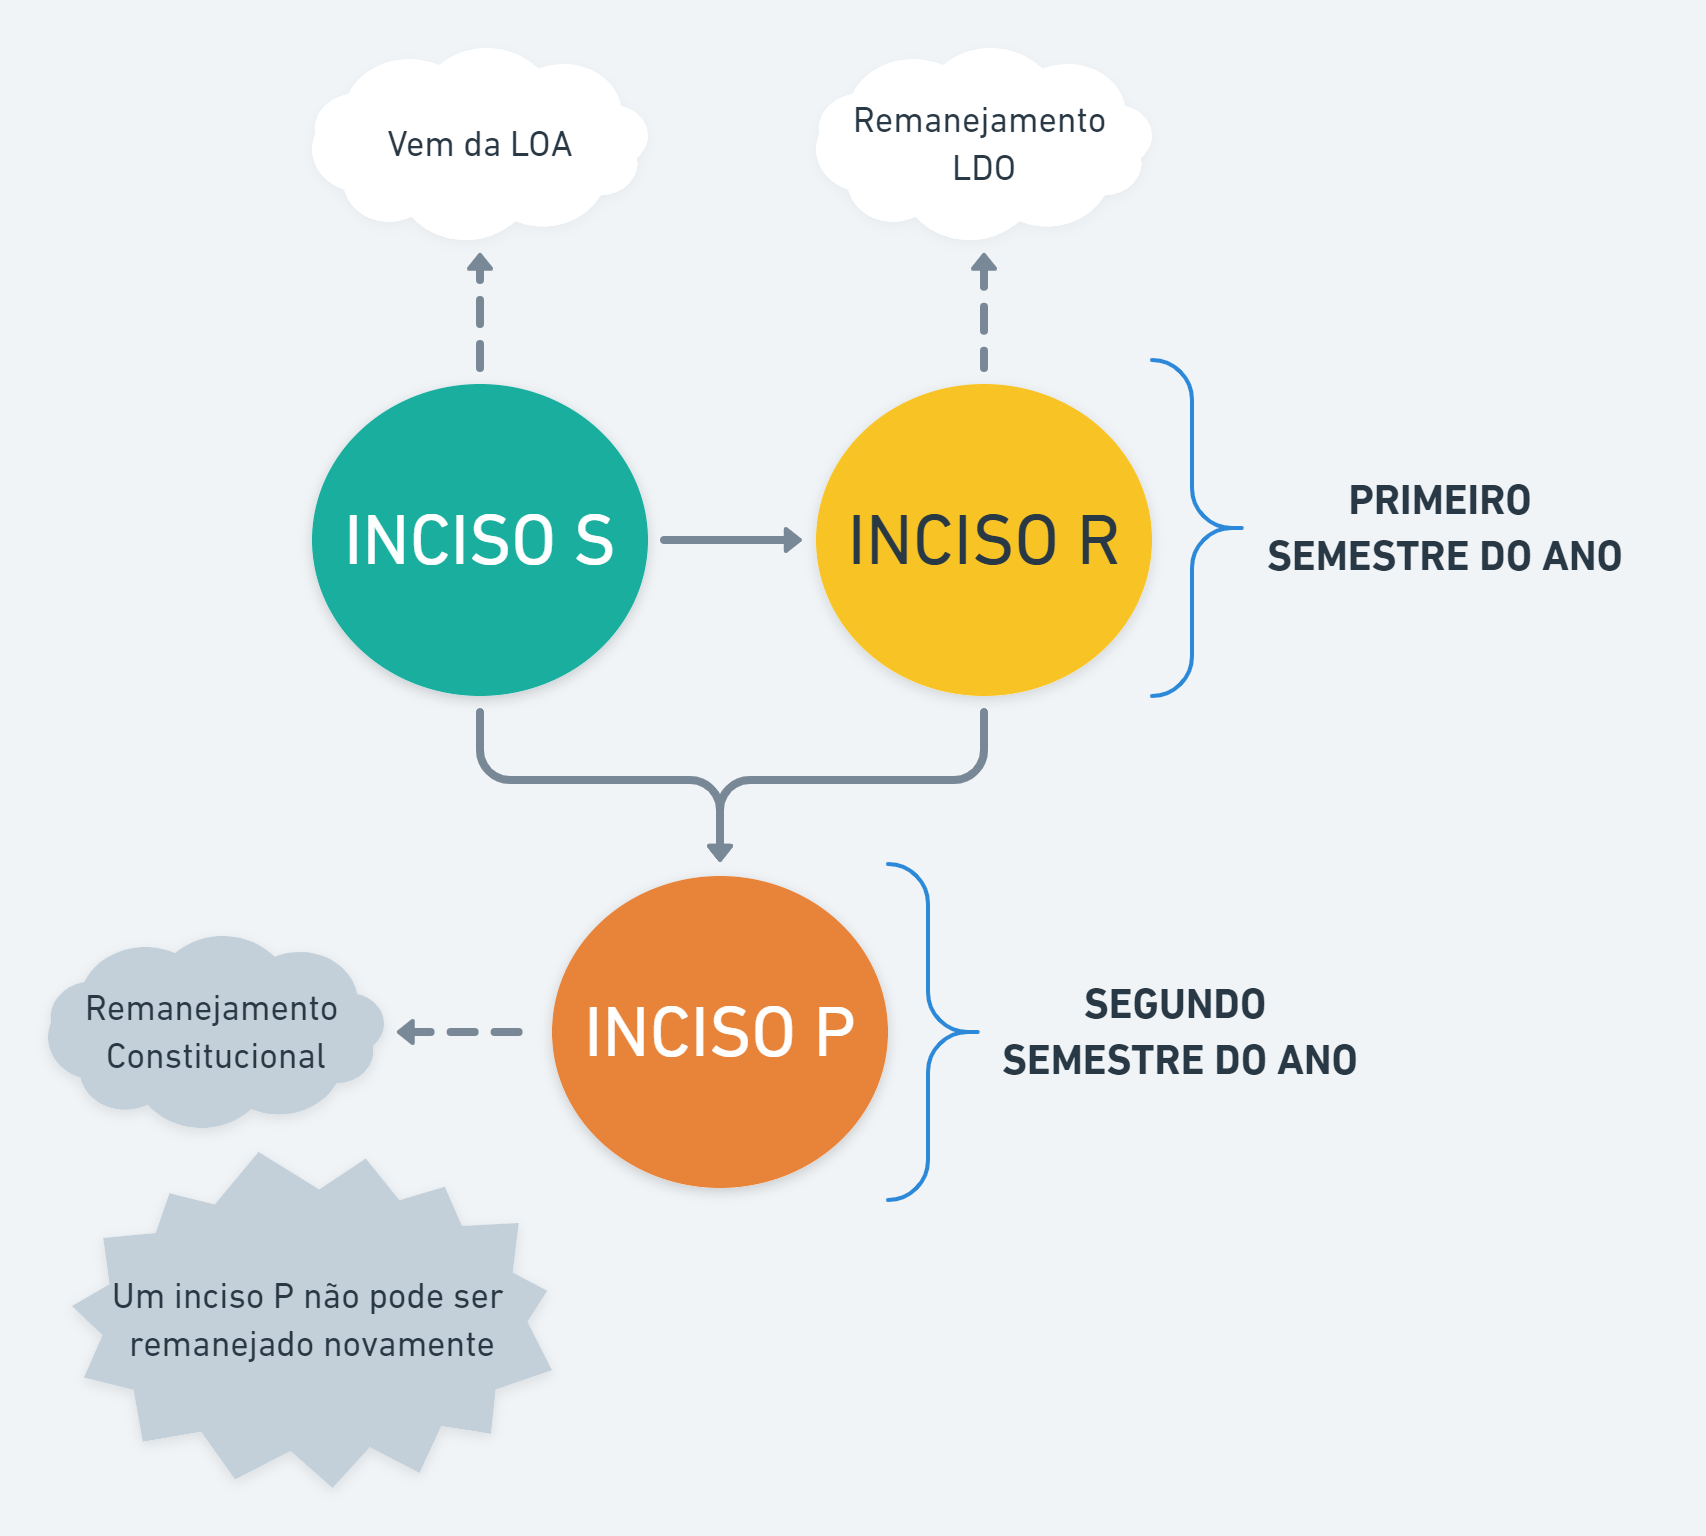 Vem da LOA
Remanejamento
LDO
INCISO S
INCISO R
PRIMEIRO
SEMESTRE DO ANO
INCISO P
SEGUNDO
SEMESTRE DO ANO
Remanejamento
Constitucional
Um inciso P não pode ser
remanejado novamente